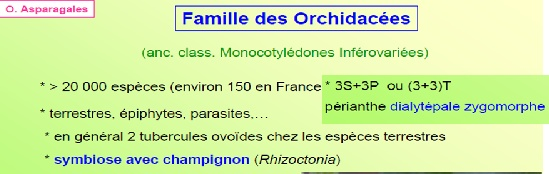 O. Asparagales
Famille des Orchidacées
(anc. class. Monocotylédones Inférovariées)
* > 20 000 espèces (environ 150 en France
* 3S+3P ou (3+3)T
périanthe dialytépale zygomorphe
* terrestres, épiphytes, parasites,…
* en général 2 tubercules ovoïdes chez les espèces terrestres
* symbiose avec champignon (Rhizoctonia)